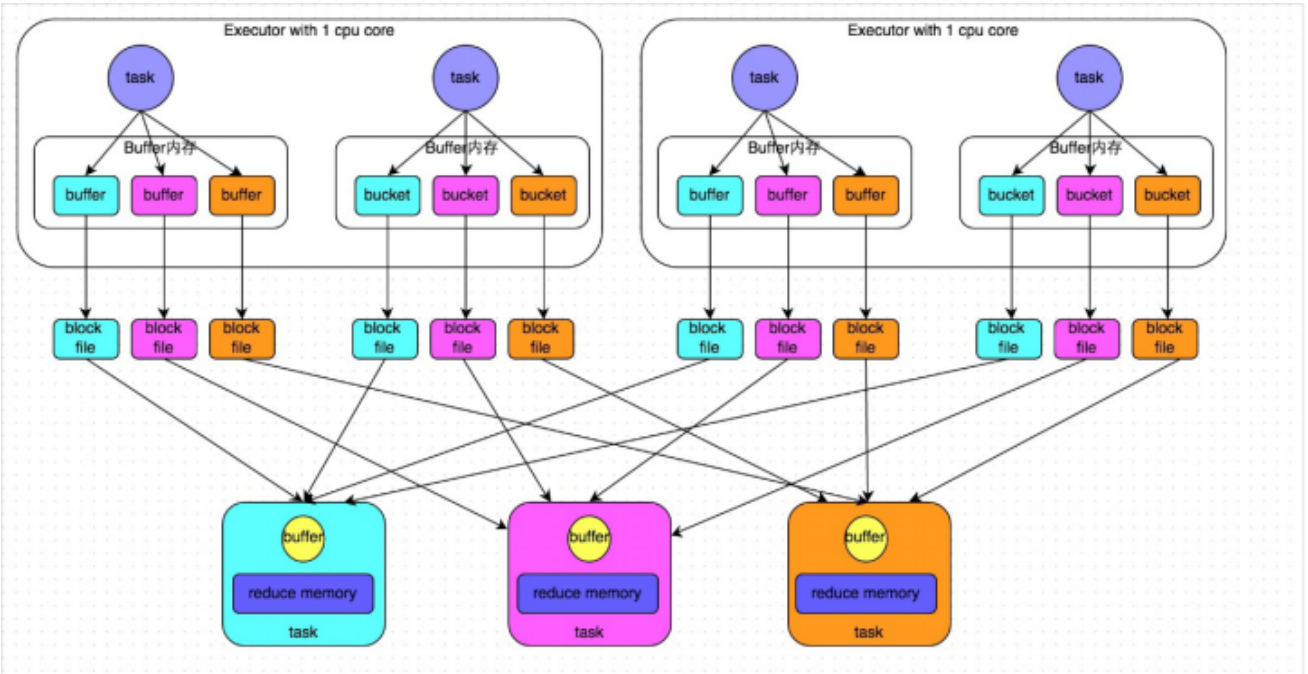 Executor with 1 cpu core
Executor with 1 cpu core
task
task
task
task
Buffer内存
Buffer内存
Buffer内存
Buffer内存
buffer
buffer
buffer
bucket
bucket
bucket
buffer
buffer
buffer
bucket
bucket
bucket
block
file
block
file
block
file
block
file
block
file
block
file
block
file
block
file
block
file
block
file
block
file
block
file
buffer
buffer
buffer
reduce memory
reduce memory
reduce memory
task
task
task